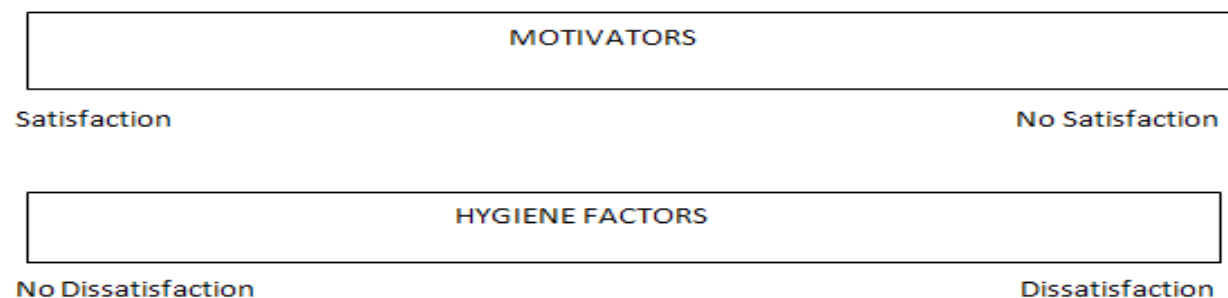 MOTIVATORS
Satisfaction No Satisfaction
HYGIENE FACTORS
No Dissatisfaction Dissatisfaction